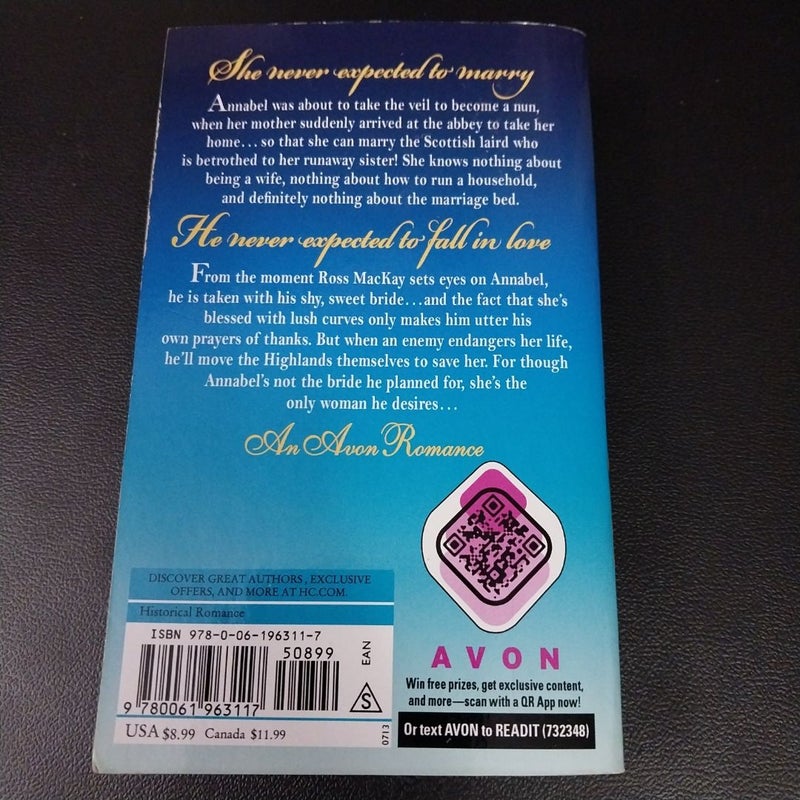 She never expected to marry
Annabel was about to take the veil to become a nun,
when her mother suddenly arrived at the abbey to take her
home... so that she can marry the Scottish laird who
is betrothed to her runaway sister! She knows nothing about
being a wife, nothing about how to run a household,
and definitely nothing about the marriage bed.
He never expected to fall in love
From the moment Ross MacKay sets eyes on Annabel,
he is taken with his shy, sweet bride...and the fact that she's
blessed with lush curves only makes him utter his
own prayers of thanks. But when an enemy endangers her life,
he'll move the Highlands themselves to save her. For though
Annabel's not the bride he planned for, she's the
only woman he desires...
An Avon Romance
DISCOVER GREAT AUTHORS, EXCLUSIVE
OFFERS, AND MORE AT HC.COM.
Historical Romance
ISBN 978-0-06-196311-7
50899
EAN
9 780061 963117
S
USA $8.99 Canada $11.99
0713
AVON
Win free prizes, get exclusive content,
and more—scan with a QR App now!
Or text AVON to READIT (732348)